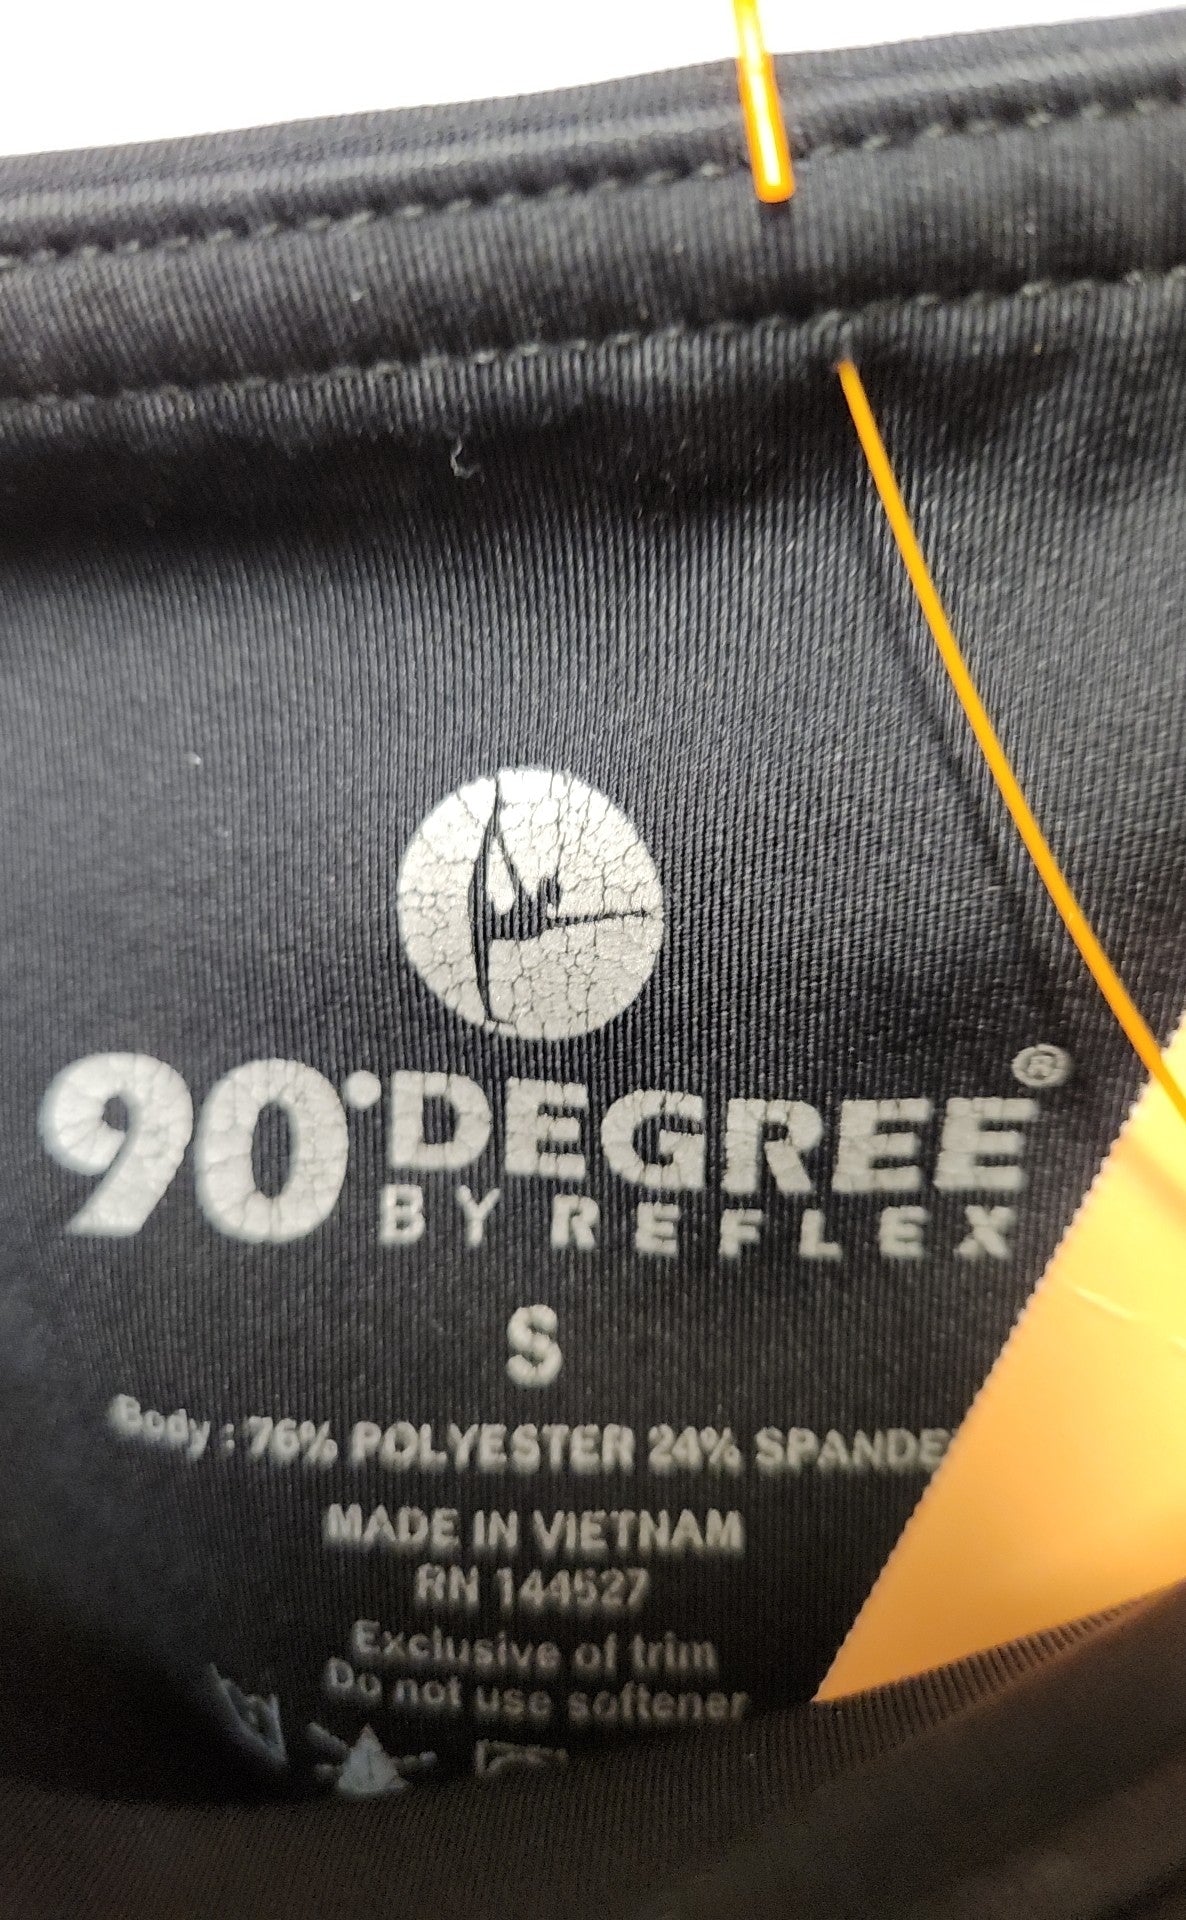 90°DEGREE®
BY REFLEX
S
Body : 76% POLYESTER 24% SPANDE
MADE IN VIETNAM
RN 144527
Exclusive of trim
Do not use softener